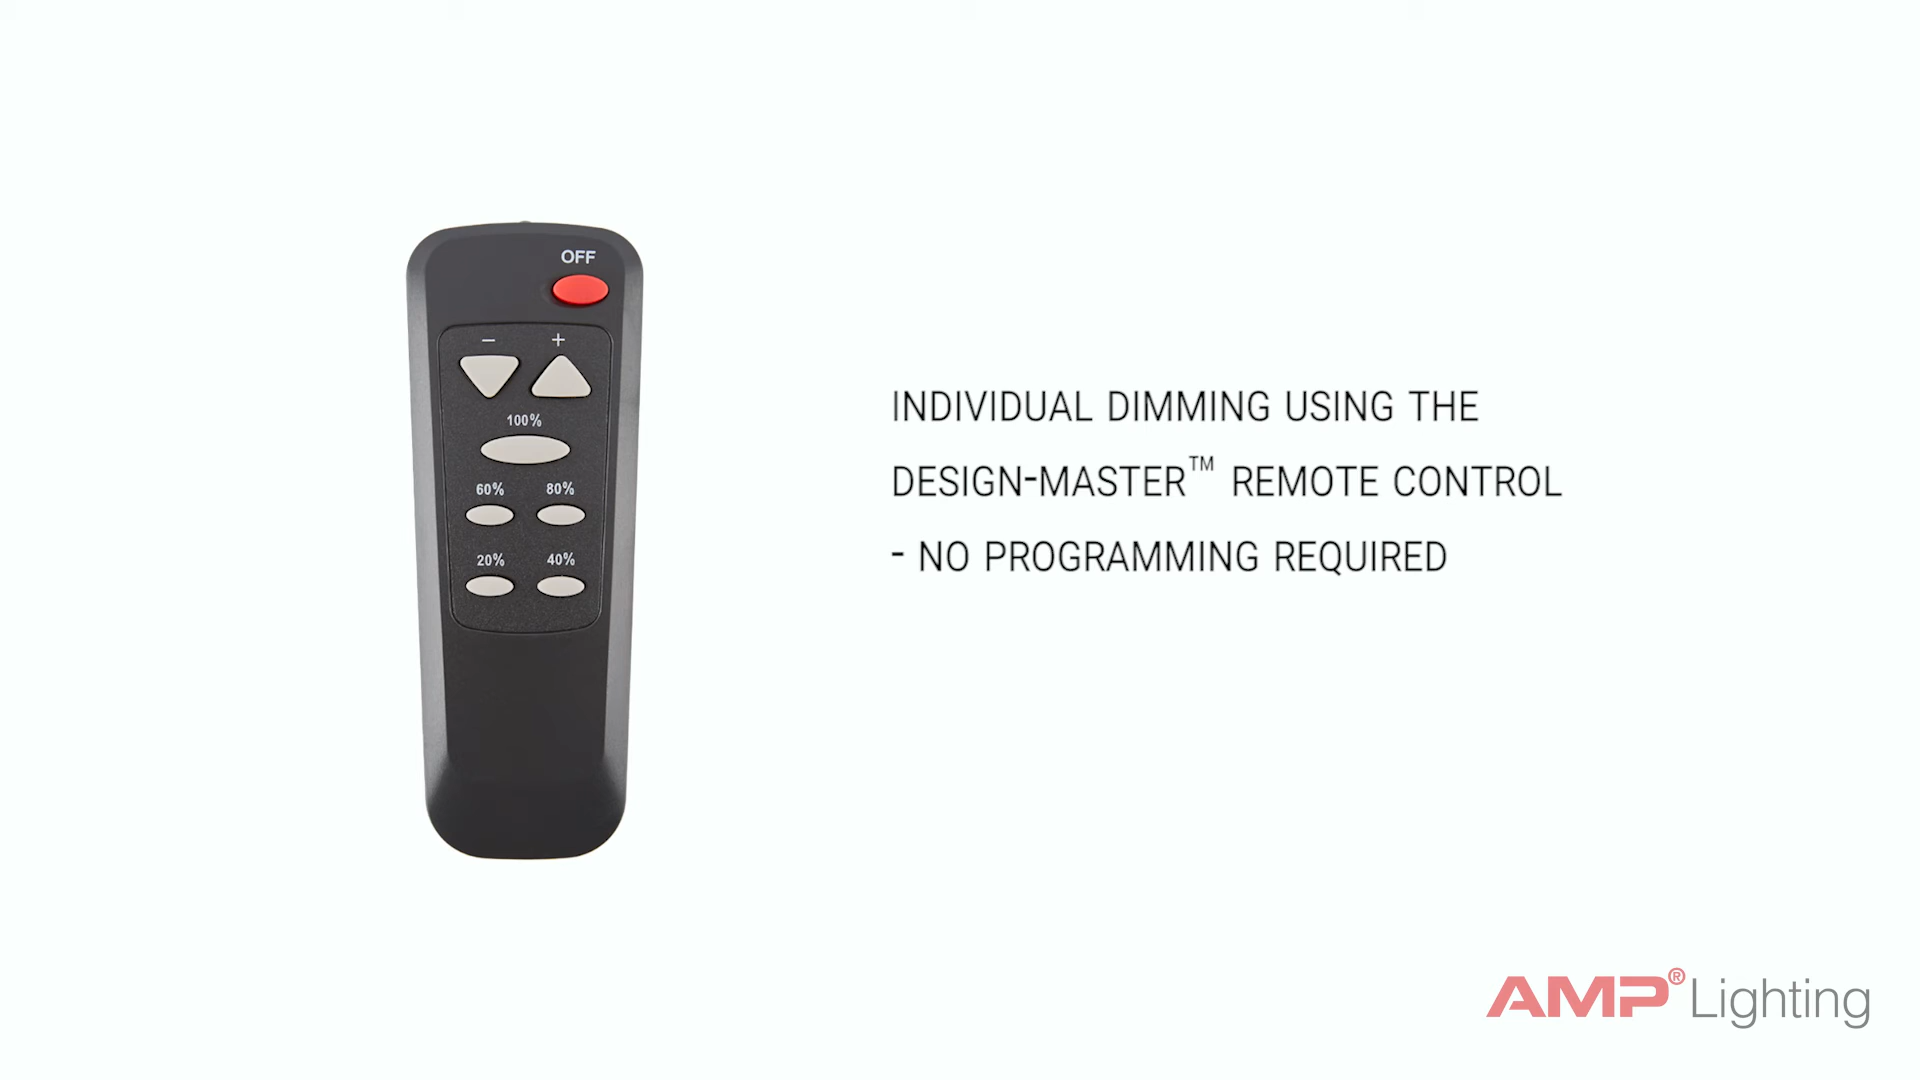 OFF
− +
100%
60% 80%
20% 40%
INDIVIDUAL DIMMING USING THE
DESIGN-MASTER™ REMOTE CONTROL
- NO PROGRAMMING REQUIRED
AMP® Lighting